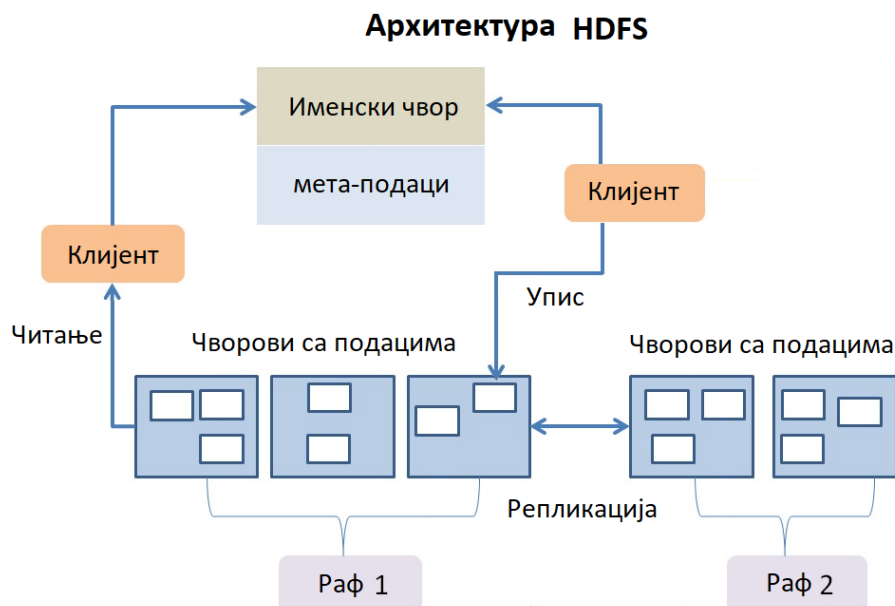 Архитектура HDFS
Именски чвор
мета-подаци
Клијент
Клијент
Упис
Читање
Чворови са подацима
Чворови са подацима
Репликација
Раф 1
Раф 2